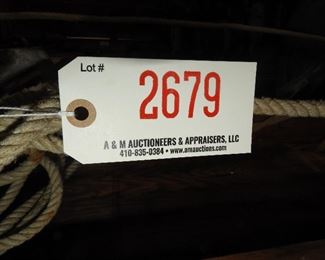 Lot #
2679
A & M AUCTIONEERS & APPRAISERS, LLC
410-835-0384 • www.amauctions.com